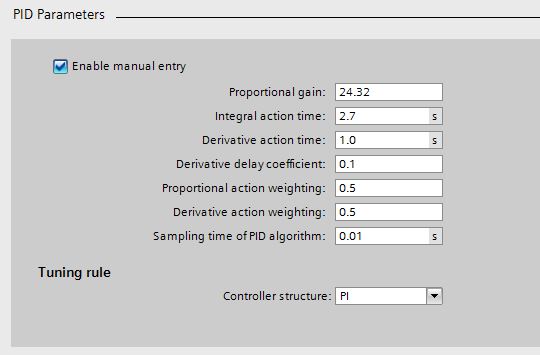 PID Parameters
Enable manual entry
Proportional gain: 24.32
Integral action time: 2.7 s
Derivative action time: 1.0 s
Derivative delay coefficient: 0.1
Proportional action weighting: 0.5
Derivative action weighting: 0.5
Sampling time of PID algorithm: 0.01 s
Tuning rule
Controller structure: PI